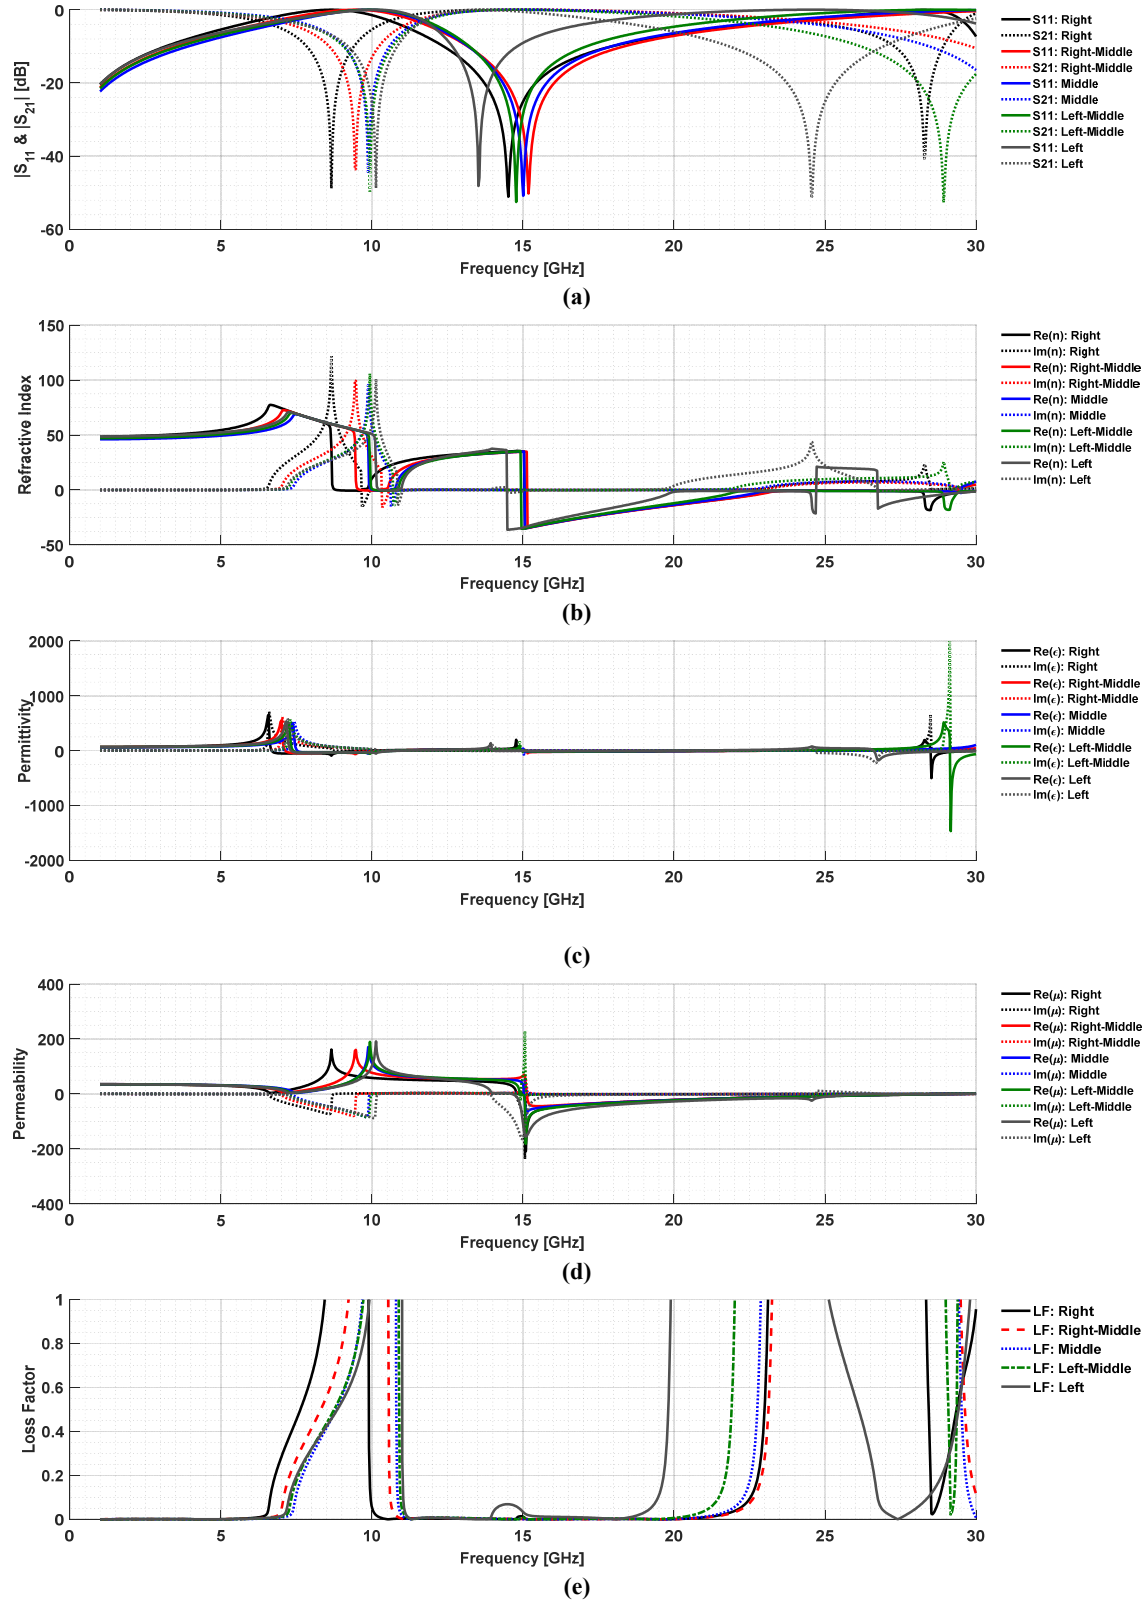 0
-20
-40
-60
|S11 & |S21| [dB]
0 5 10 15 20 25 30
Frequency [GHz]
S11: Right
S21: Right
S11: Right-Middle
S21: Right-Middle
S11: Middle
S21: Middle
S11: Left-Middle
S21: Left-Middle
S11: Left
S21: Left
(a)
150
100
50
0
-50
Refractive Index
0 5 10 15 20 25 30
Frequency [GHz]
Re(n): Right
Im(n): Right
Re(n): Right-Middle
Im(n): Right-Middle
Re(n): Middle
Im(n): Middle
Re(n): Left-Middle
Im(n): Left-Middle
Re(n): Left
Im(n): Left
(b)
2000
1000
0
-1000
-2000
Permittivity
0 5 10 15 20 25 30
Frequency [GHz]
Re(ϵ): Right
Im(ϵ): Right
Re(ϵ): Right-Middle
Im(ϵ): Right-Middle
Re(ϵ): Middle
Im(ϵ): Middle
Re(ϵ): Left-Middle
Im(ϵ): Left-Middle
Re(ϵ): Left
Im(ϵ): Left
(c)
400
200
0
-200
-400
Permeability
0 5 10 15 20 25 30
Frequency [GHz]
Re(μ): Right
Im(μ): Right
Re(μ): Right-Middle
Im(μ): Right-Middle
Re(μ): Middle
Im(μ): Middle
Re(μ): Left-Middle
Im(μ): Left-Middle
Re(μ): Left
Im(μ): Left
(d)
1
0.8
0.6
0.4
0.2
0
Loss Factor
0 5 10 15 20 25 30
Frequency [GHz]
LF: Right
LF: Right-Middle
LF: Middle
LF: Left-Middle
LF: Left
(e)